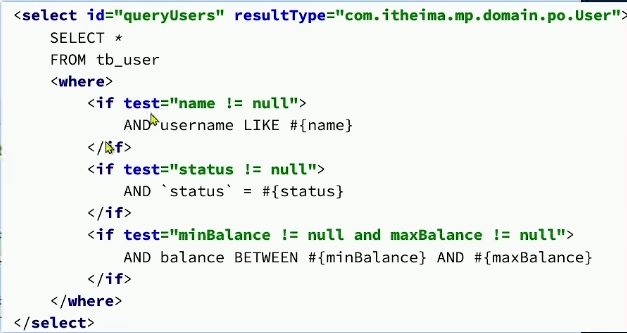 <select id="queryUsers" resultType="com.itheima.mp.domain.po.User">
    SELECT *
    FROM tb_user
    <where>
        <if test="name != null">
            AND username LIKE #{name}
        </if>
        <if test="status != null">
            AND `status` = #{status}
        </if>
        <if test="minBalance != null and maxBalance != null">
            AND balance BETWEEN #{minBalance} AND #{maxBalance}
        </if>
    </where>
</select>